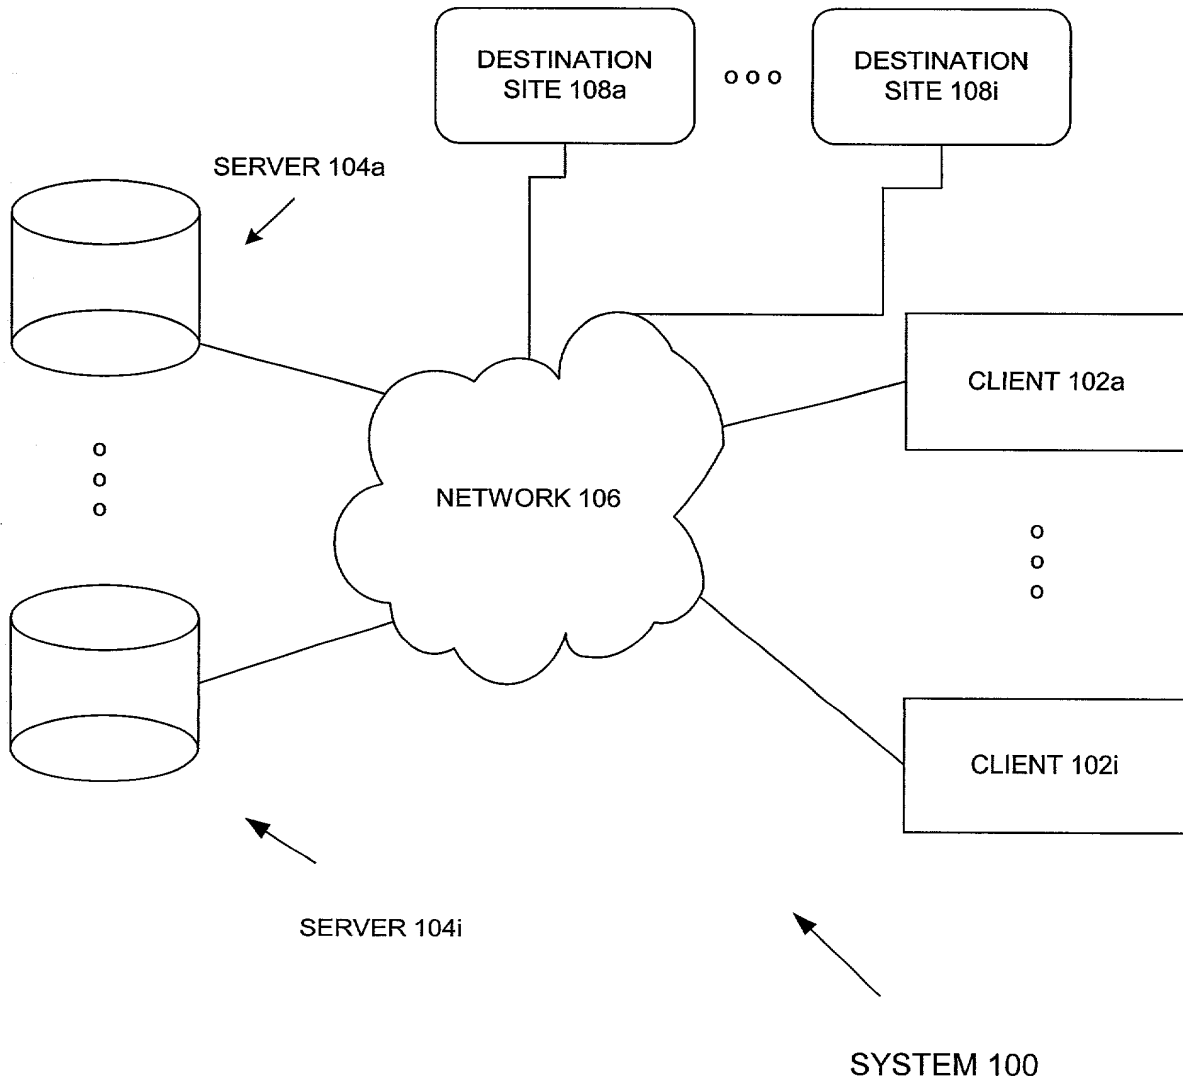 DESTINATION
SITE 108a
o o o
DESTINATION
SITE 108i
SERVER 104a
CLIENT 102a
o
o
o
NETWORK 106
o
o
o
CLIENT 102i
SERVER 104i
SYSTEM 100